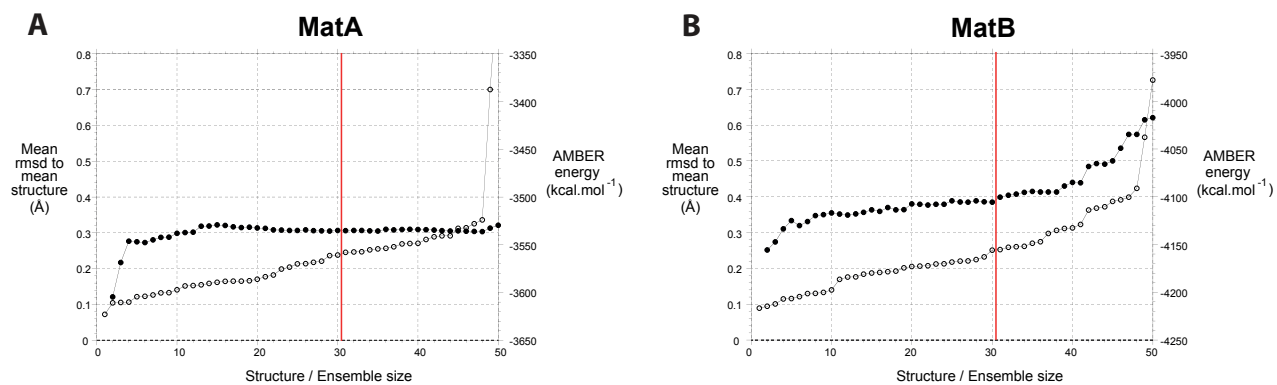 A
MatA
0.8
0.7
0.6
0.5
0.4
0.3
0.2
0.1
0
Mean
rmsd to
mean
structure
(Å)
-3350
-3400
-3450
-3500
-3550
-3600
-3650
AMBER
energy
(kcal.mol -1)
0 10 20 30 40 50
Structure / Ensemble size
B
MatB
0.8
0.7
0.6
0.5
0.4
0.3
0.2
0.1
0
Mean
rmsd to
mean
structure
(Å)
-3950
-4000
-4050
-4100
-4150
-4200
-4250
AMBER
energy
(kcal.mol -1)
0 10 20 30 40 50
Structure / Ensemble size